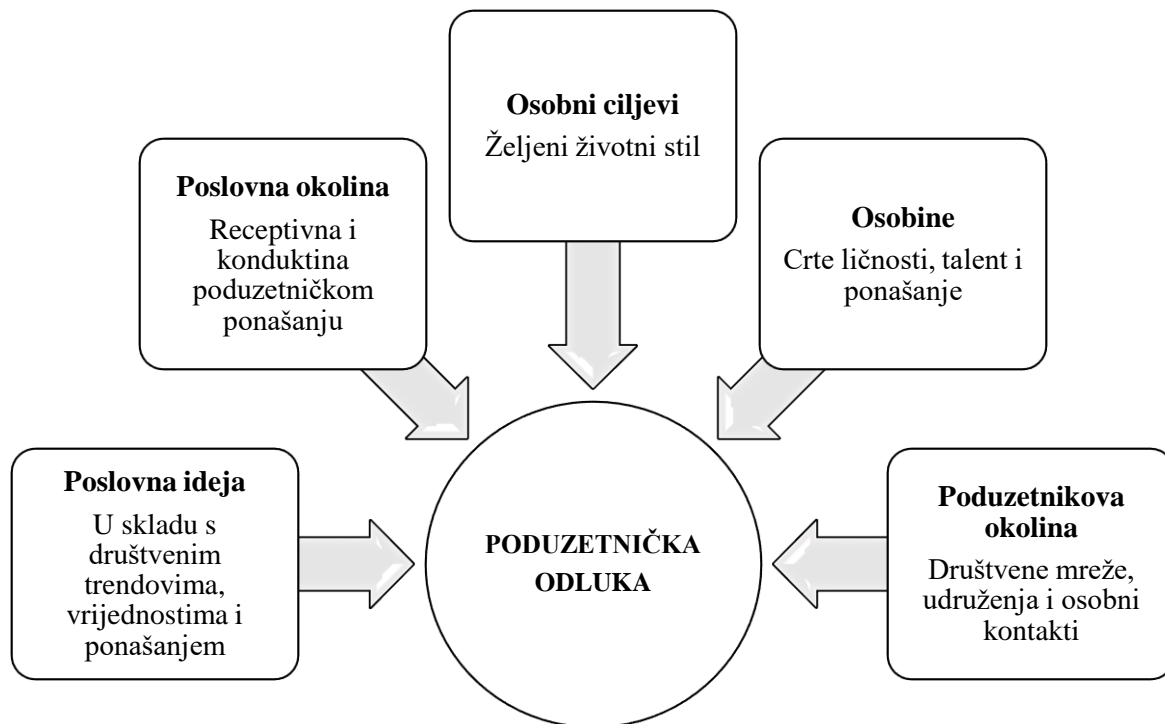 Osobni ciljevi
Željeni životni stil
Poslovna okolina
Receptivna i
konduktina
poduzetničkom
ponašanju
Osobine
Crte ličnosti, talent i
ponašanje
Poslovna ideja
U skladu s
društvenim
trendovima,
vrijednostima i
ponašanjem
PODUZETNIČKA
ODLUKA
Poduzetnikova
okolina
Društvene mreže,
udruženja i osobni
kontakti